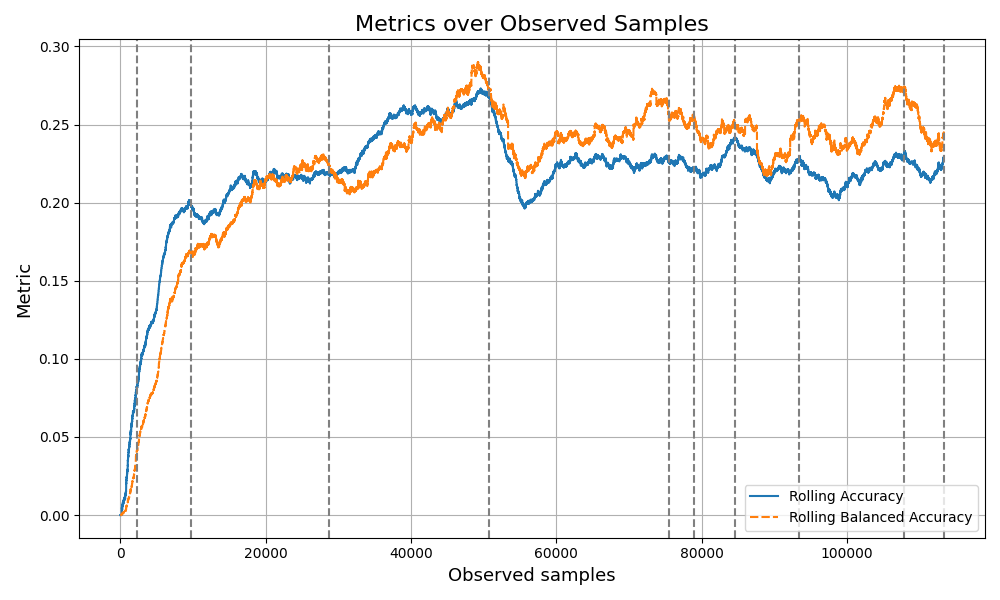 Metrics over Observed Samples
Metric
0.30
0.25
0.20
0.15
0.10
0.05
0.00
Rolling Accuracy
Rolling Balanced Accuracy
0 20000 40000 60000 80000 100000
Observed samples